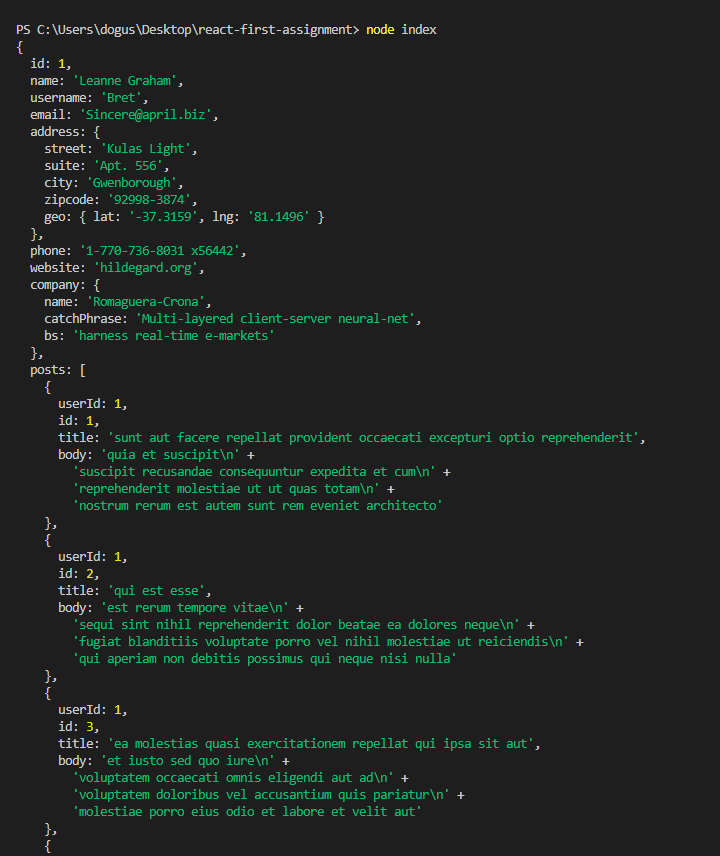 PS C:\Users\dogus\Desktop\react-first-assignment> node index
{
  id: 1,
  name: 'Leanne Graham',
  username: 'Bret',
  email: 'Sincere@april.biz',
  address: {
    street: 'Kulas Light',
    suite: 'Apt. 556',
    city: 'Gwenborough',
    zipcode: '92998-3874',
    geo: { lat: '-37.3159', lng: '81.1496' }
  },
  phone: '1-770-736-8031 x56442',
  website: 'hildegard.org',
  company: {
    name: 'Romaguera-Crona',
    catchPhrase: 'Multi-layered client-server neural-net',
    bs: 'harness real-time e-markets'
  },
  posts: [
    {
      userId: 1,
      id: 1,
      title: 'sunt aut facere repellat provident occaecati excepturi optio reprehenderit',
      body: 'quia et suscipit\n' +
        'suscipit recusandae consequuntur expedita et cum\n' +
        'reprehenderit molestiae ut ut quas totam\n' +
        'nostrum rerum est autem sunt rem eveniet architecto'
    },
    {
      userId: 1,
      id: 2,
      title: 'qui est esse',
      body: 'est rerum tempore vitae\n' +
        'sequi sint nihil reprehenderit dolor beatae ea dolores neque\n' +
        'fugiat blanditiis voluptate porro vel nihil molestiae ut reiciendis\n' +
        'qui aperiam non debitis possimus qui neque nisi nulla'
    },
    {
      userId: 1,
      id: 3,
      title: 'ea molestias quasi exercitationem repellat qui ipsa sit aut',
      body: 'et iusto sed quo iure\n' +
        'voluptatem occaecati omnis eligendi aut ad\n' +
        'voluptatem doloribus vel accusantium quis pariatur\n' +
        'molestiae porro eius odio et labore et velit aut'
    },
    {